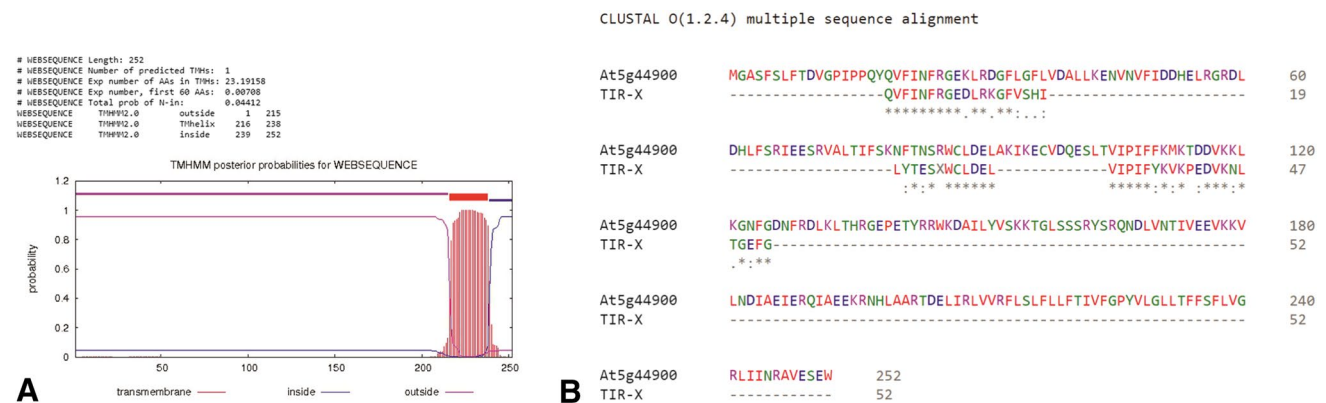 # WEBSEQUENCE Length: 252
# WEBSEQUENCE Number of predicted TMHs: 1
# WEBSEQUENCE Exp number of AAs in TMHs: 23.19158
# WEBSEQUENCE Exp number, first 60 AAs: 0.00708
# WEBSEQUENCE Total prob of N-in: 0.04412
WEBSEQUENCE TMHMM2.0 outside 1 215
WEBSEQUENCE TMHMM2.0 TMhelix 216 238
WEBSEQUENCE TMHMM2.0 inside 239 252
TMHMM posterior probabilities for WEBSEQUENCE
1.2
1
0.8
0.6
0.4
0.2
0
probability
50 100 150 200 250
transmembrane inside outside
A
CLUSTAL O(1.2.4) multiple sequence alignment
At5g44900 MGASFSLFTDVGPIPPQYQVFINFRGEKLRDGFLGFLVDALLKENVNVFIDDHELRGRDL 60
TIR-X ------------------QVFINFRGEDLRKGFVSHI----------------------- 19
*********.**.**:..:
At5g44900 DHLFSRIEESRVALTIFSKNFTNSRWCLDELAKIKECVDQESLTVIPIFFKMKTDDVKKL 120
TIR-X -------------------LYTESXWCLDEL-------------VIPIFYKVKPEDVKNL 47
:*:* ****** *****:*:* :***:*
At5g44900 KGNFGDNFRDLKLTHRGEPETYRRWKDAILYVSKKTGLSSSRYSRQNDLVNTIVEEVKKV 180
TIR-X TGEFG------------------------------------------------------- 52
.*:**
At5g44900 LNDIAEIERQIAEEKRNHLAARTDELIRLVVRFLSLFLLFTIVFGPYVLGLLTFFSFLVG 240
TIR-X ------------------------------------------------------------ 52
At5g44900 RLIINRAVESEW 252
TIR-X ------------ 52
B